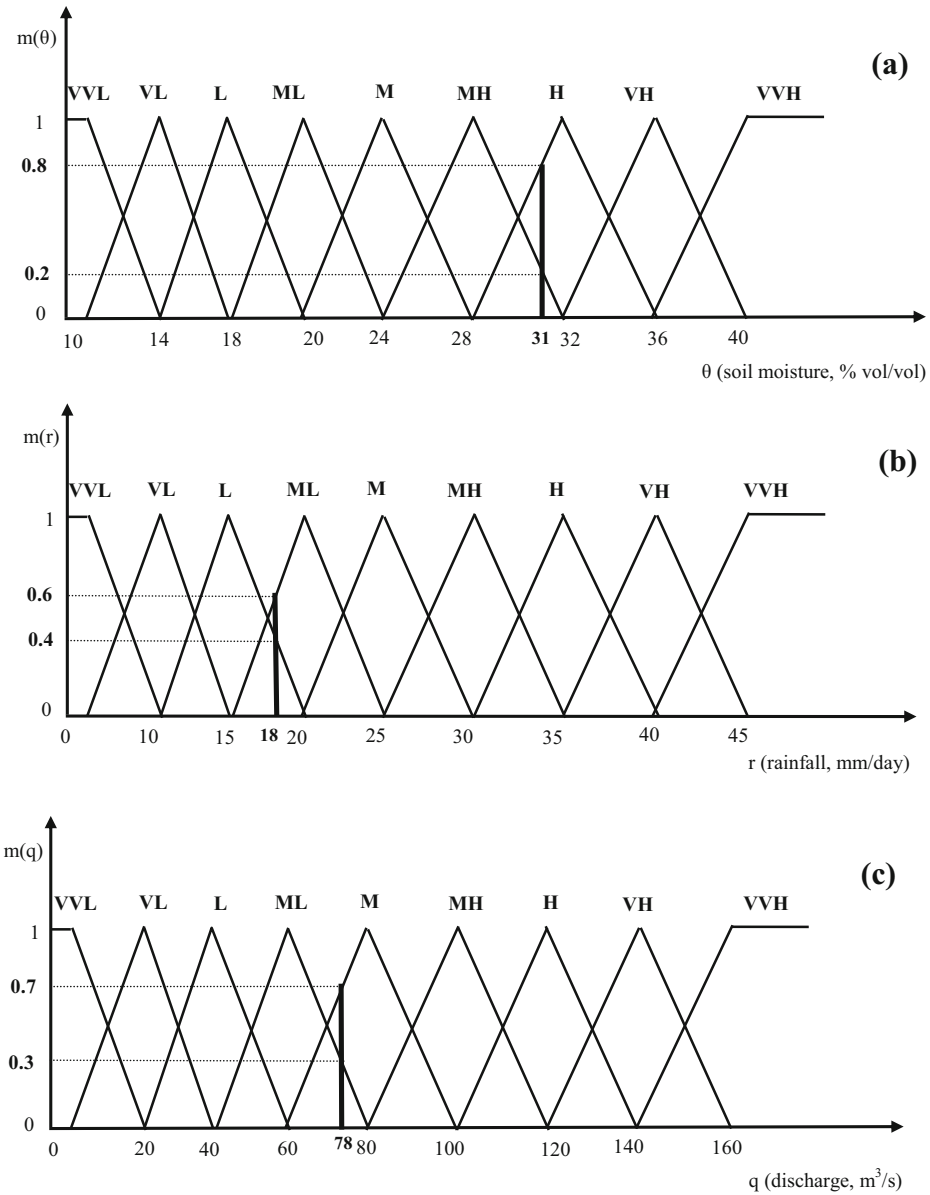 m(θ)
(a)
VVL VL L ML M MH H VH VVH
1
0.8
0.2
0
10 14 18 20 24 28 31 32 36 40
θ (soil moisture, % vol/vol)
m(r)
(b)
VVL VL L ML M MH H VH VVH
1
0.6
0.4
0
0 10 15 18 20 25 30 35 40 45
r (rainfall, mm/day)
m(q)
(c)
VVL VL L ML M MH H VH VVH
1
0.7
0.3
0
0 20 40 60 78 80 100 120 140 160
q (discharge, m³/s)